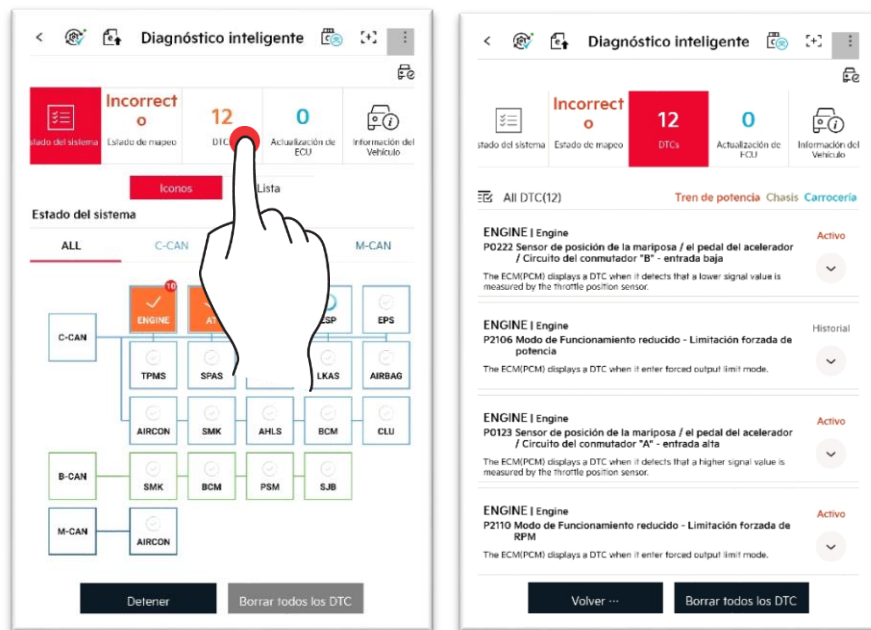 Diagnóstico inteligente
Incorrect
o
12
0
stado del sistema
Estado de mapeo
DTC
Actualización de
ECU
Información del
Vehículo
Iconos
Lista
Estado del sistema
ALL
C-CAN
M-CAN
10
C-CAN
ENGINE
AT
ESP
EPS
TPMS
SPAS
LKAS
AIRBAG
AIRCON
SMK
AHLS
BCM
CLU
B-CAN
SMK
BCM
PSM
SJB
M-CAN
AIRCON
Detener
Borrar todos los DTC
Diagnóstico inteligente
Incorrect
o
12
0
stado del sistema
Estado de mapeo
DTCs
Actualización de
ECU
Información del
Vehículo
All DTC(12)
Tren de potencia Chasis Carrocería
ENGINE | Engine
Activo
P0222 Sensor de posición de la mariposa / el pedal del acelerador
/ Circuito del conmutador "B" - entrada baja
The ECM(PCM) displays a DTC when it detects that a lower signal value is
measured by the throttle position sensor.
ENGINE | Engine
Historial
P2106 Modo de Funcionamiento reducido - Limitación forzada de
potencia
The ECM(PCM) displays a DTC when it enter forced output limit mode.
ENGINE | Engine
Activo
P0123 Sensor de posición de la mariposa / el pedal del acelerador
/ Circuito del conmutador "A" - entrada alta
The ECM(PCM) displays a DTC when it detects that a higher signal value is
measured by the throttle position sensor.
ENGINE | Engine
Activo
P2110 Modo de Funcionamiento reducido - Limitación forzada de
RPM
The ECM(PCM) displays a DTC when it enter forced output limit mode.
Volver ...
Borrar todos los DTC